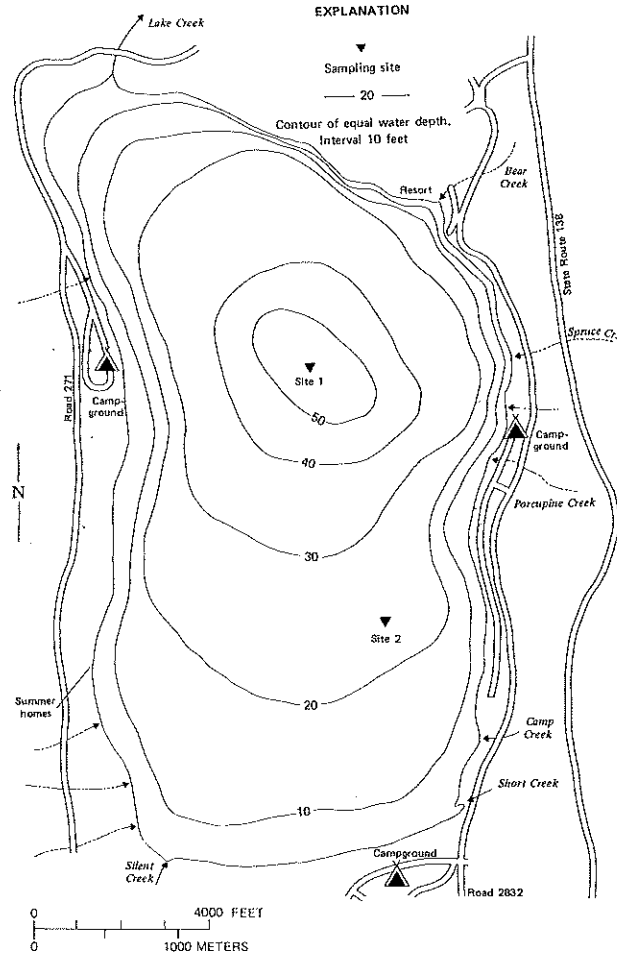 EXPLANATION
Lake Creek
Sampling site
20
Contour of equal water depth.
Interval 10 feet
Resort
Bear
Creek
State Route 138
Spruce Cr.
Site 1
Road 271
Camp-
ground
50
Camp-
ground
40
N
Porcupine Creek
30
Site 2
Summer
homes
20
Camp
Creek
Short Creek
10
Campground
Silent
Creek
Road 2832
0 4000 FEET
0 1000 METERS